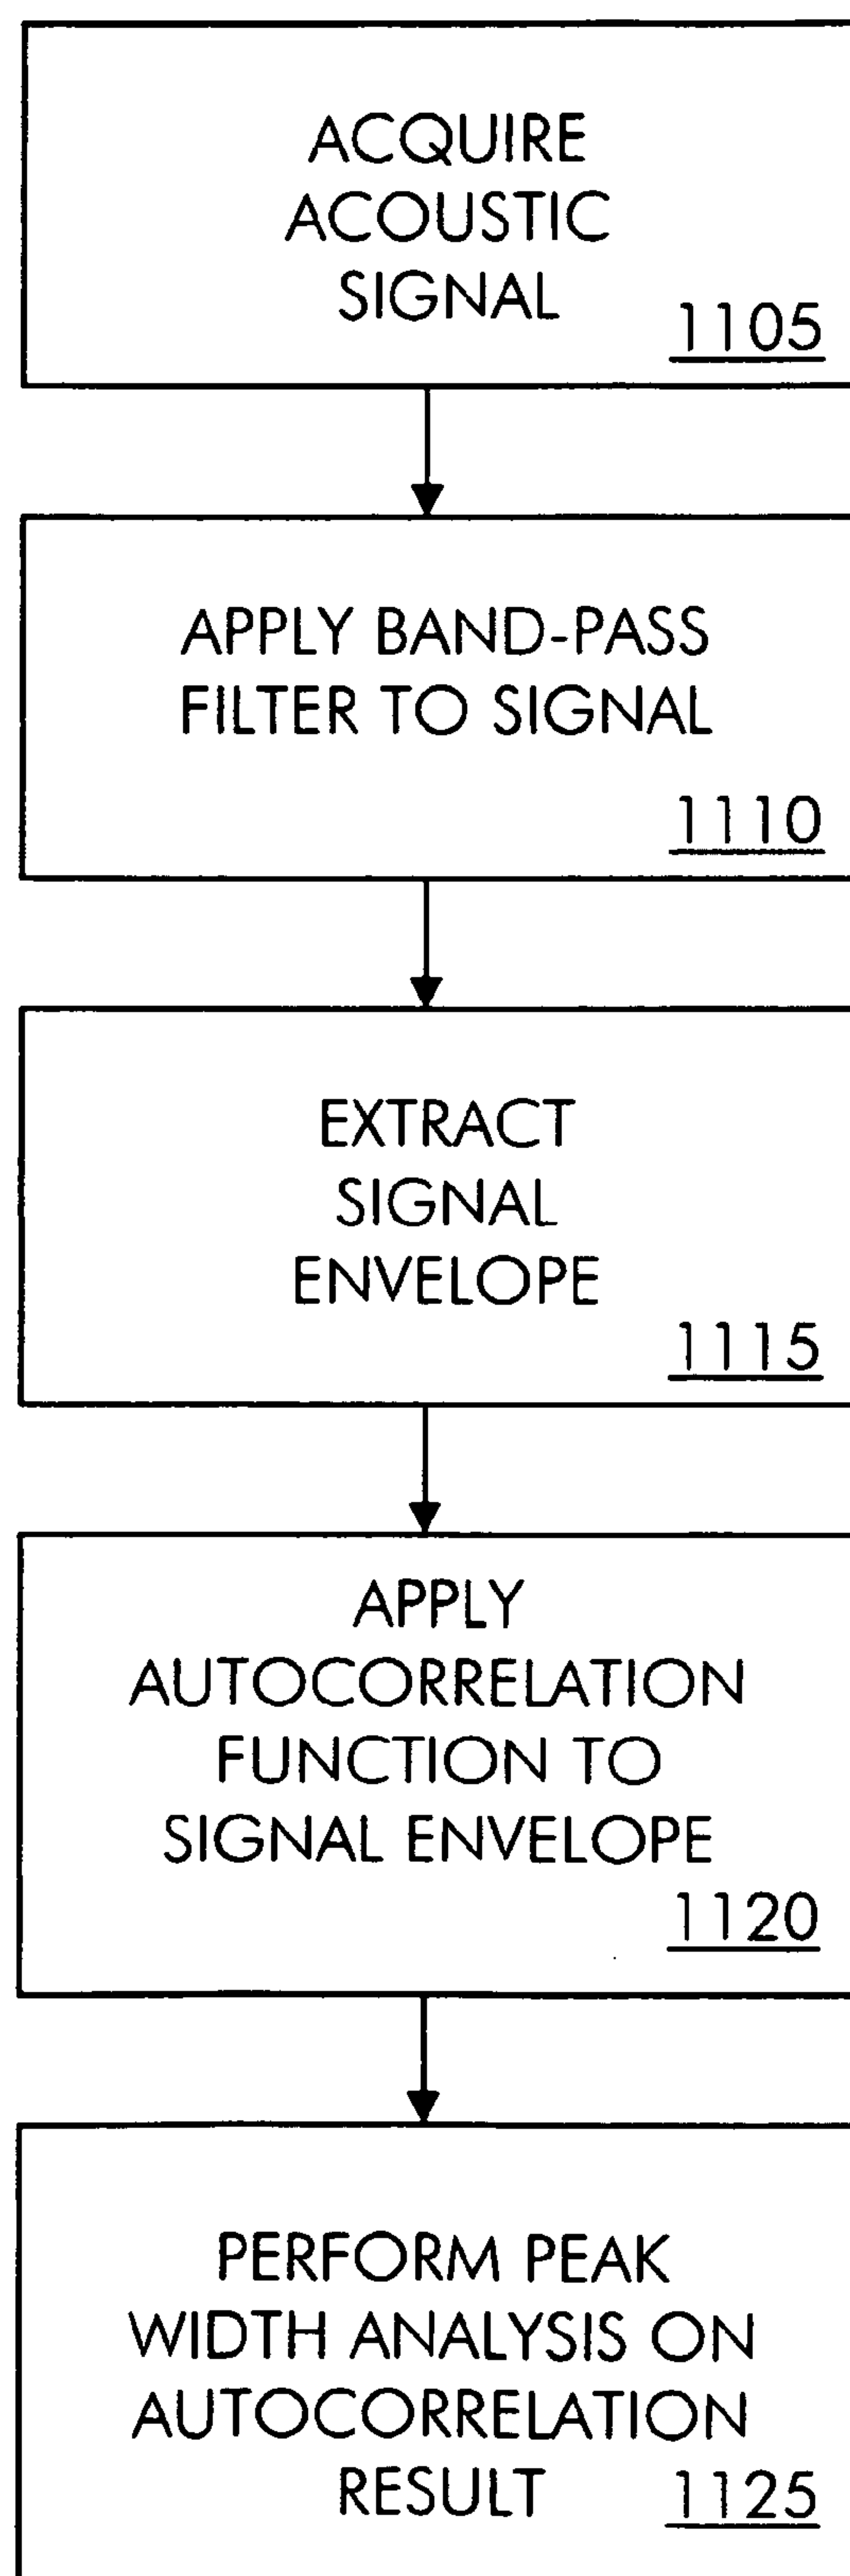 ACQUIRE
ACOUSTIC
SIGNAL
1105
APPLY BAND-PASS
FILTER TO SIGNAL
1110
EXTRACT
SIGNAL
ENVELOPE
1115
APPLY
AUTOCORRELATION
FUNCTION TO
SIGNAL ENVELOPE
1120
PERFORM PEAK
WIDTH ANALYSIS ON
AUTOCORRELATION
RESULT 1125